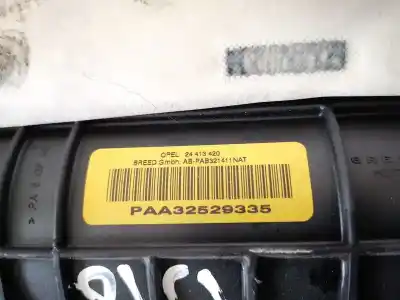 OPEL 24 413 420
BREED Gmbh. AB-PAB321411NAT
PAA32529335